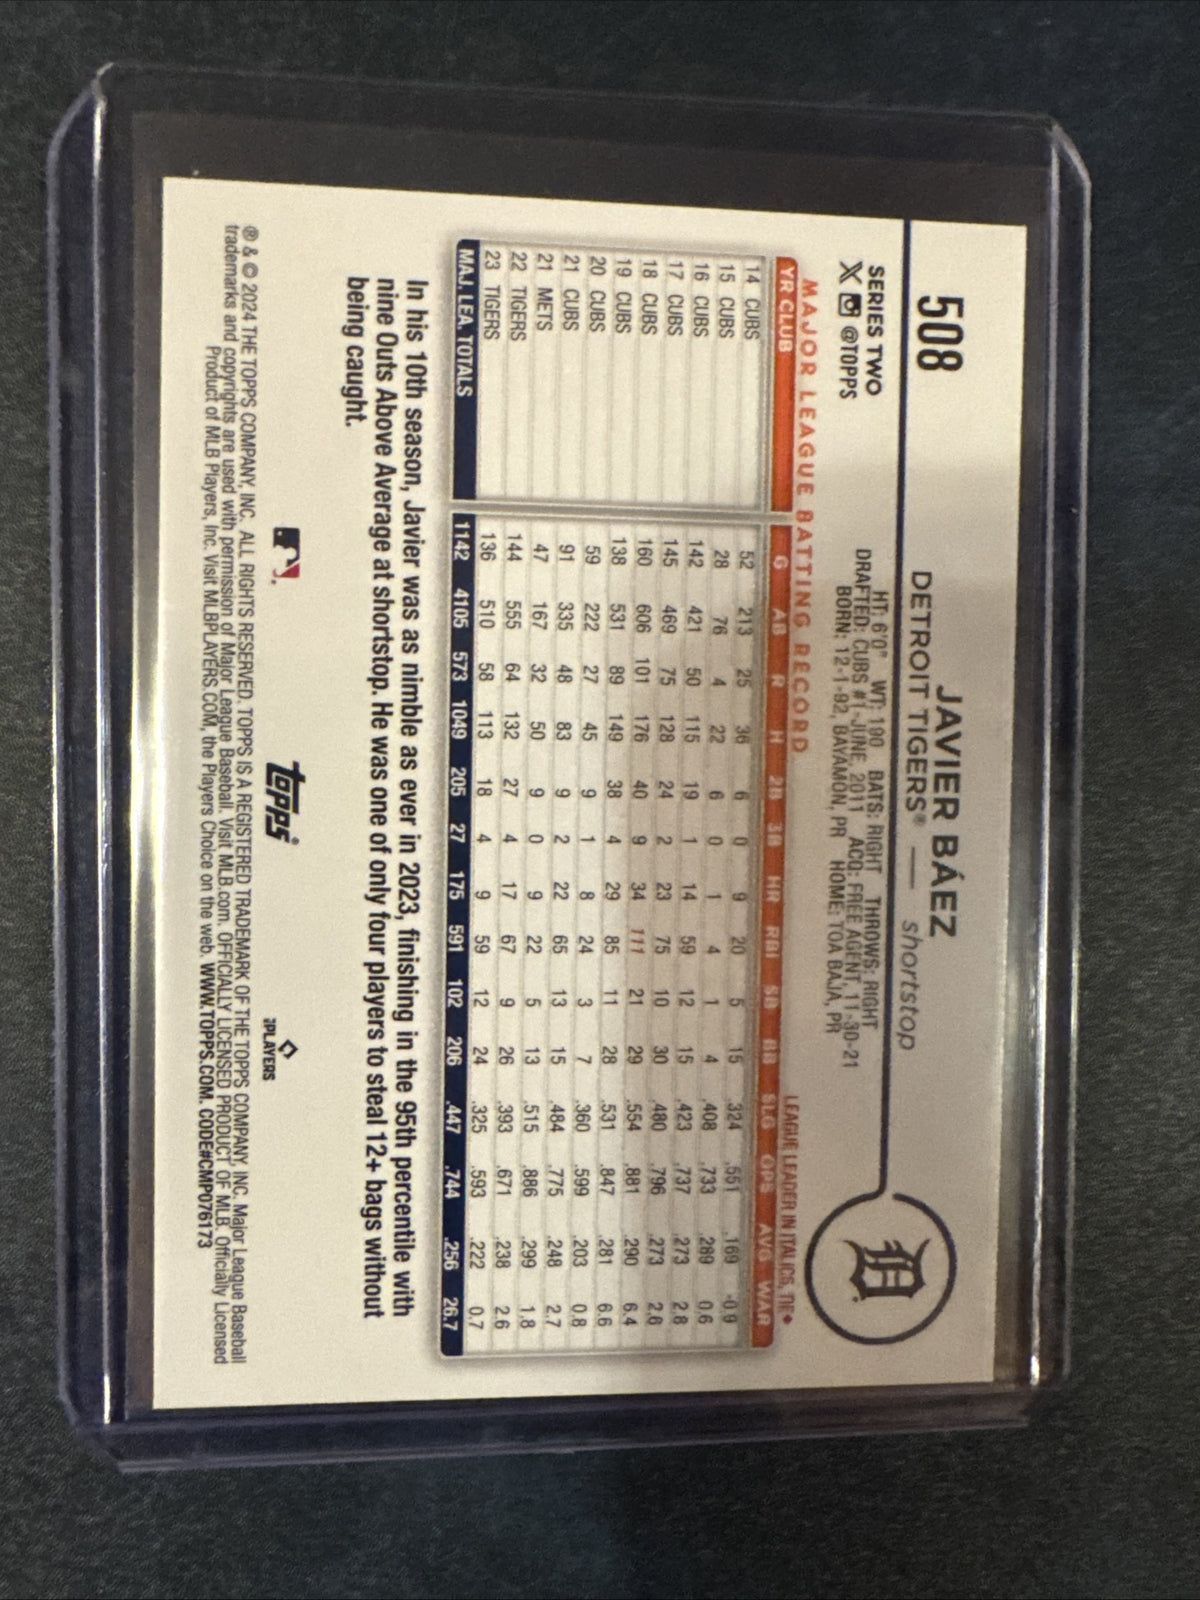 508
JAVIER BÁEZ
DETROIT TIGERS® — shortstop
SERIES TWO
X @TOPPS
HT: 6'0" WT: 190 BATS: RIGHT THROWS: RIGHT
DRAFTED: CUBS #1-JUNE, 2011 ACQ: FREE AGENT, 11-30-21
BORN: 12-1-92, BAYAMON, PR HOME: TOA BAJA, PR
D
MAJOR LEAGUE BATTING RECORD
LEAGUE LEADER IN ITALICS, TIE◆
YR CLUB G AB R H 2B 3B HR RBI SB BB SLG OPS AVG WAR
14 CUBS 52 213 25 36 6 0 9 20 5 15 .324 .551 .169 -0.9
15 CUBS 28 76 4 22 6 0 1 4 1 4 .408 .733 .289 0.6
16 CUBS 142 421 50 115 19 1 14 59 12 15 .423 .737 .273 2.8
17 CUBS 145 469 75 128 24 2 23 75 10 30 .480 .796 .273 2.8
18 CUBS 160 606 101 176 40 9 34 111 21 29 .554 .881 .290 6.4
19 CUBS 138 531 89 149 38 4 29 85 11 28 .531 .847 .281 6.6
20 CUBS 59 222 27 45 9 1 8 24 3 7 .360 .599 .203 0.8
21 CUBS 91 335 48 83 9 2 22 65 13 15 .484 .775 .248 2.7
21 METS 47 167 32 50 9 0 9 22 5 13 .515 .886 .299 1.8
22 TIGERS 144 555 64 132 27 4 17 67 9 26 .393 .671 .238 2.6
23 TIGERS 136 510 58 113 18 4 9 59 12 24 .325 .593 .222 0.7
MAJ. LEA. TOTALS 1142 4105 573 1049 205 27 175 591 102 206 .447 .744 .256 26.7
In his 10th season, Javier was as nimble as ever in 2023, finishing in the 95th percentile with
nine Outs Above Average at shortstop. He was one of only four players to steal 12+ bags without
being caught.
topps
PLAYERS
® & © 2024 THE TOPPS COMPANY, INC. ALL RIGHTS RESERVED. TOPPS IS A REGISTERED TRADEMARK OF THE TOPPS COMPANY, INC. Major League Baseball
trademarks and copyrights are used with permission of Major League Baseball. Visit MLB.com. OFFICIALLY LICENSED PRODUCT OF MLB. Officially Licensed
Product of MLB Players, Inc. Visit MLBPLAYERS.COM, the Players Choice on the web. WWW.TOPPS.COM. CODE#CMP076173